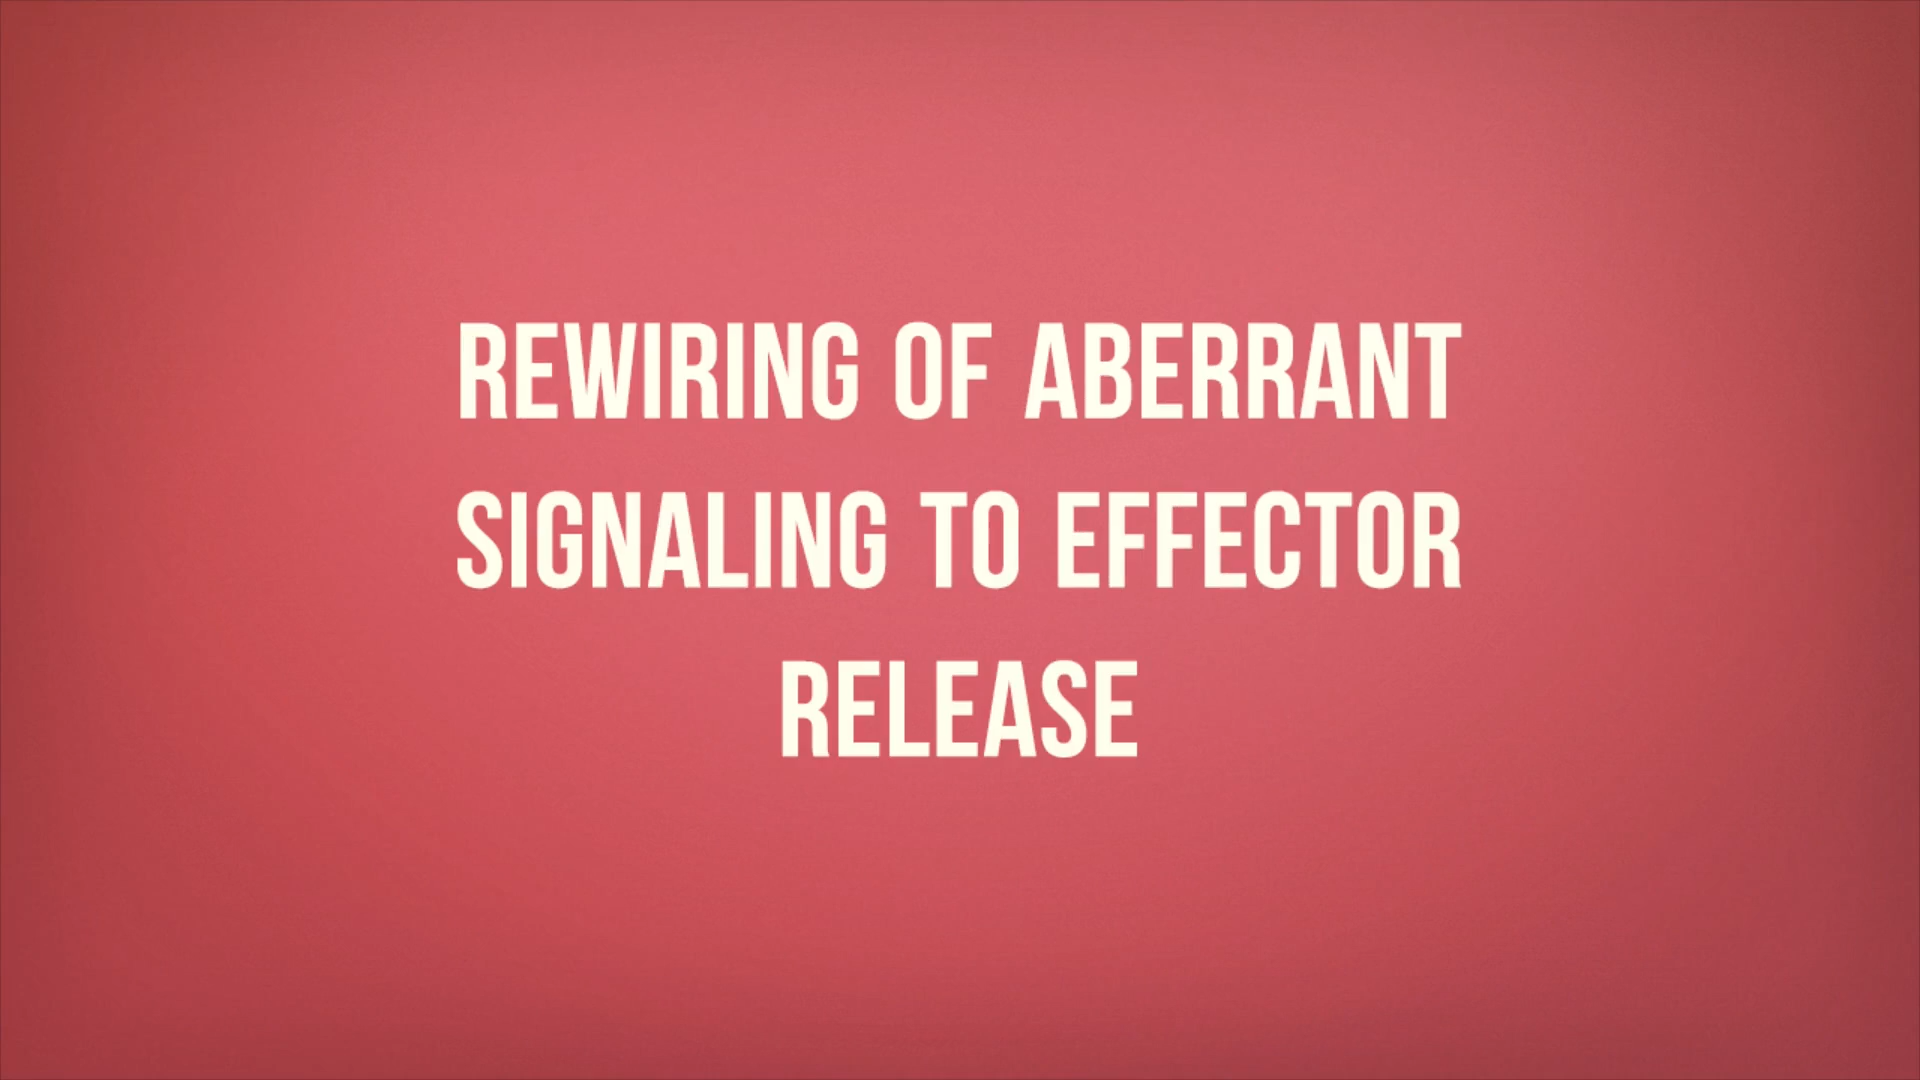 REWIRING OF ABERRANT
SIGNALING TO EFFECTOR
RELEASE